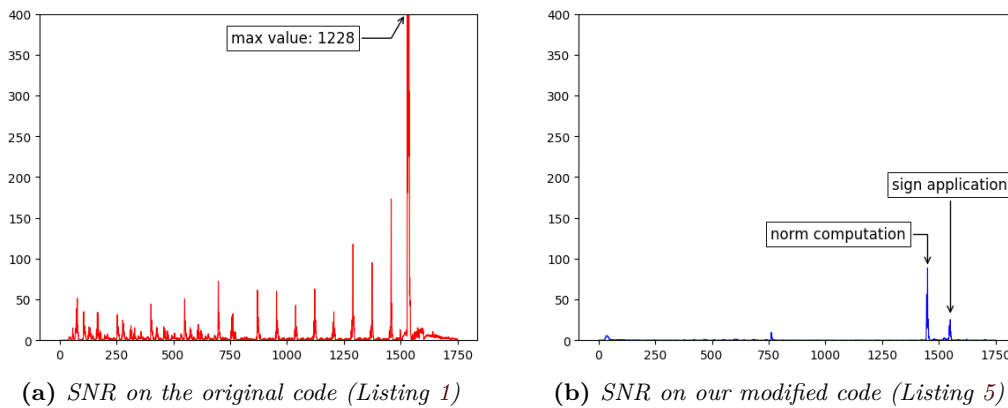 400
350
300
250
200
150
100
50
0
max value: 1228
0 250 500 750 1000 1250 1500 1750
(a) SNR on the original code (Listing 1)
400
350
300
250
200
150
100
50
0
sign application
norm computation
0 250 500 750 1000 1250 1500 1750
(b) SNR on our modified code (Listing 5)